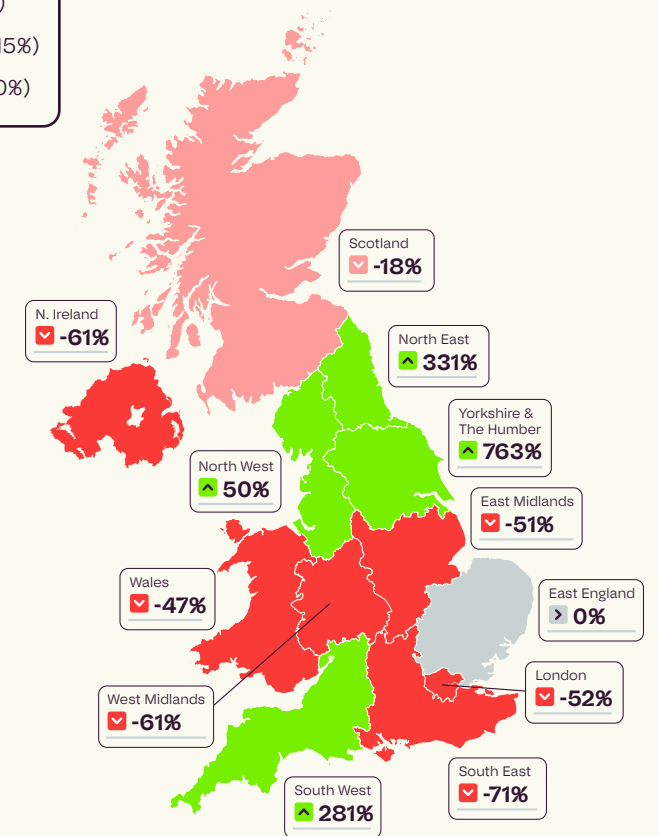 )
15%)
0%)
Scotland
-18%
N. Ireland
-61%
North East
331%
Yorkshire &
The Humber
763%
North West
50%
East Midlands
-51%
Wales
-47%
East England
0%
London
-52%
West Midlands
-61%
South East
-71%
South West
281%